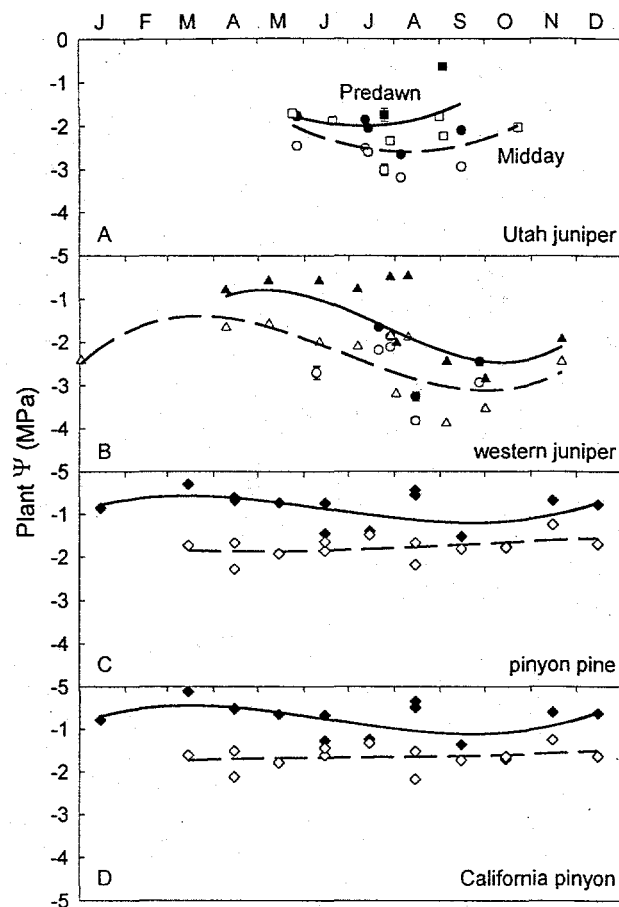 J F M A M J J A S O N D
0
-1
-2
-3
-4
-5
Predawn
Midday
A
Utah juniper
-1
-2
-3
-4
-5
B
western juniper
-1
-2
-3
-4
-5
C
pinyon pine
-1
-2
-3
-4
-5
D
California pinyon
Plant Ψ (MPa)